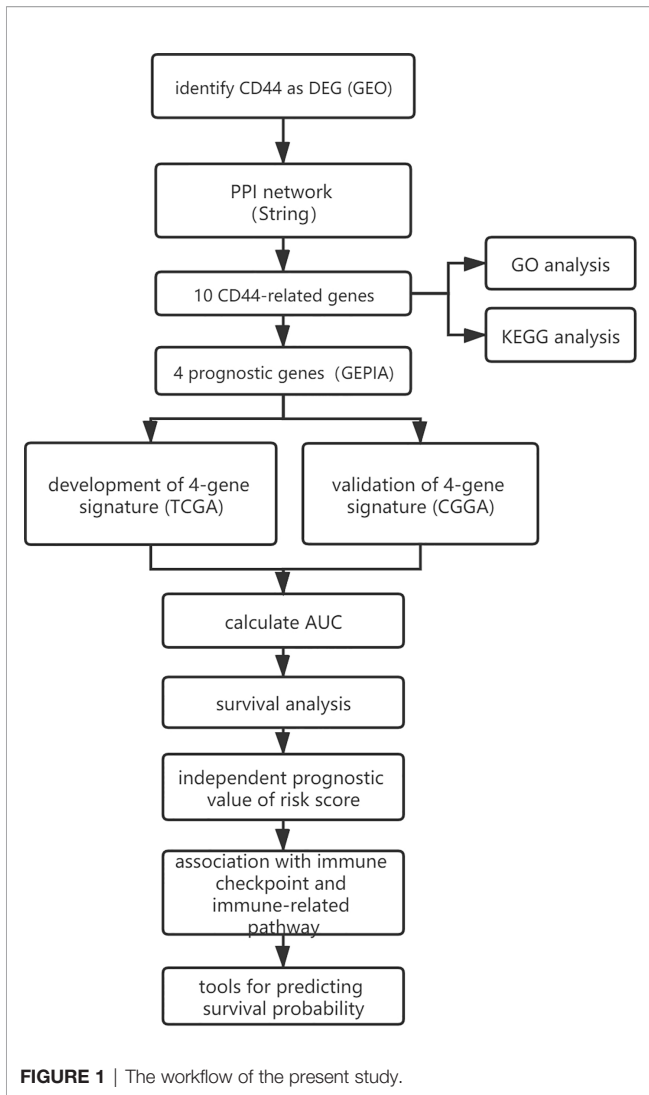 identify CD44 as DEG (GEO)
PPI network
(String)
10 CD44-related genes
GO analysis
KEGG analysis
4 prognostic genes (GEPIA)
development of 4-gene
signature (TCGA)
validation of 4-gene
signature (CGGA)
calculate AUC
survival analysis
independent prognostic
value of risk score
association with immune
checkpoint and
immune-related
pathway
tools for predicting
survival probability
FIGURE 1 | The workflow of the present study.